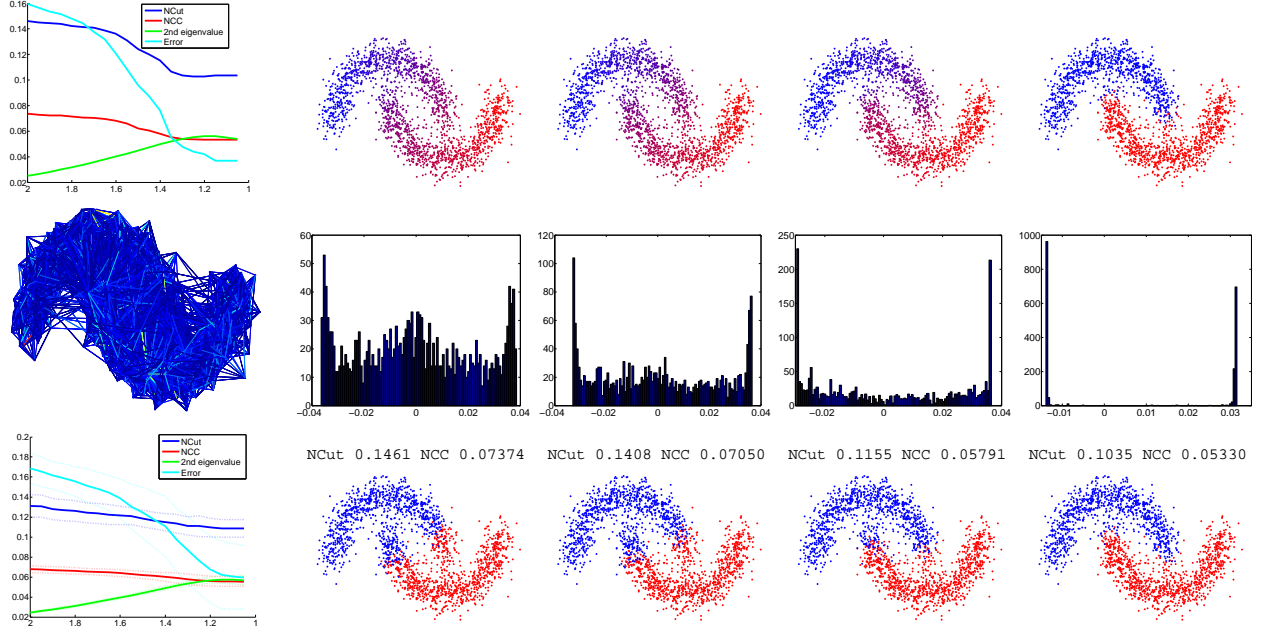 0.16
0.14
0.12
0.1
0.08
0.06
0.04
0.02
2 1.8 1.6 1.4 1.2 1
NCut
NCC
2nd eigenvalue
Error
60
50
40
30
20
10
0
−0.04 −0.02 0 0.02 0.04
120
100
80
60
40
20
0
−0.04 −0.02 0 0.02 0.04
250
200
150
100
50
0
−0.02 0 0.02 0.04
1000
900
800
700
600
500
400
300
200
100
0
−0.01 0 0.01 0.02 0.03
NCut 0.1461 NCC 0.07374
NCut 0.1408 NCC 0.07050
NCut 0.1155 NCC 0.05791
NCut 0.1035 NCC 0.05330
0.2
0.18
0.16
0.14
0.12
0.1
0.08
0.06
0.04
0.02
2 1.8 1.6 1.4 1.2 1
NCut
NCC
2nd eigenvalue
Error